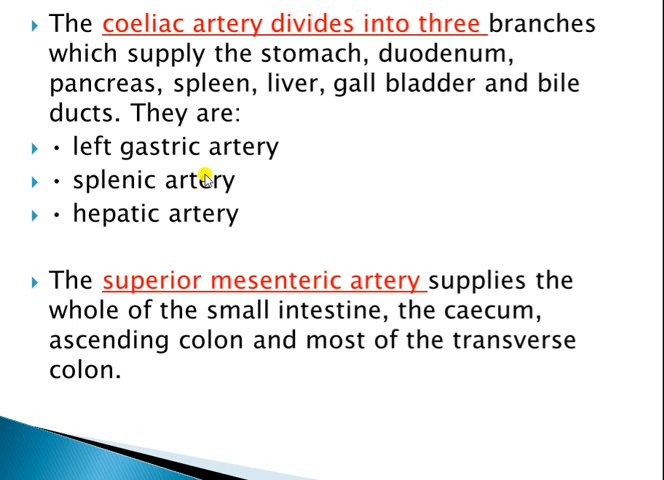 The coeliac artery divides into three branches
which supply the stomach, duodenum,
pancreas, spleen, liver, gall bladder and bile
ducts. They are:
• left gastric artery
• splenic artery
• hepatic artery
The superior mesenteric artery supplies the
whole of the small intestine, the caecum,
ascending colon and most of the transverse
colon.